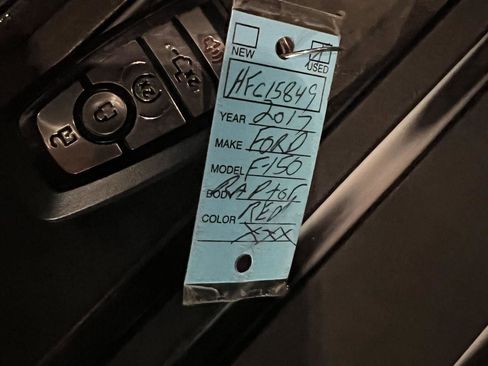 NEW USED
HFC15849
YEAR 2017
MAKE FORD
MODEL F-150
BODY RAPTOR
COLOR RED
XXX